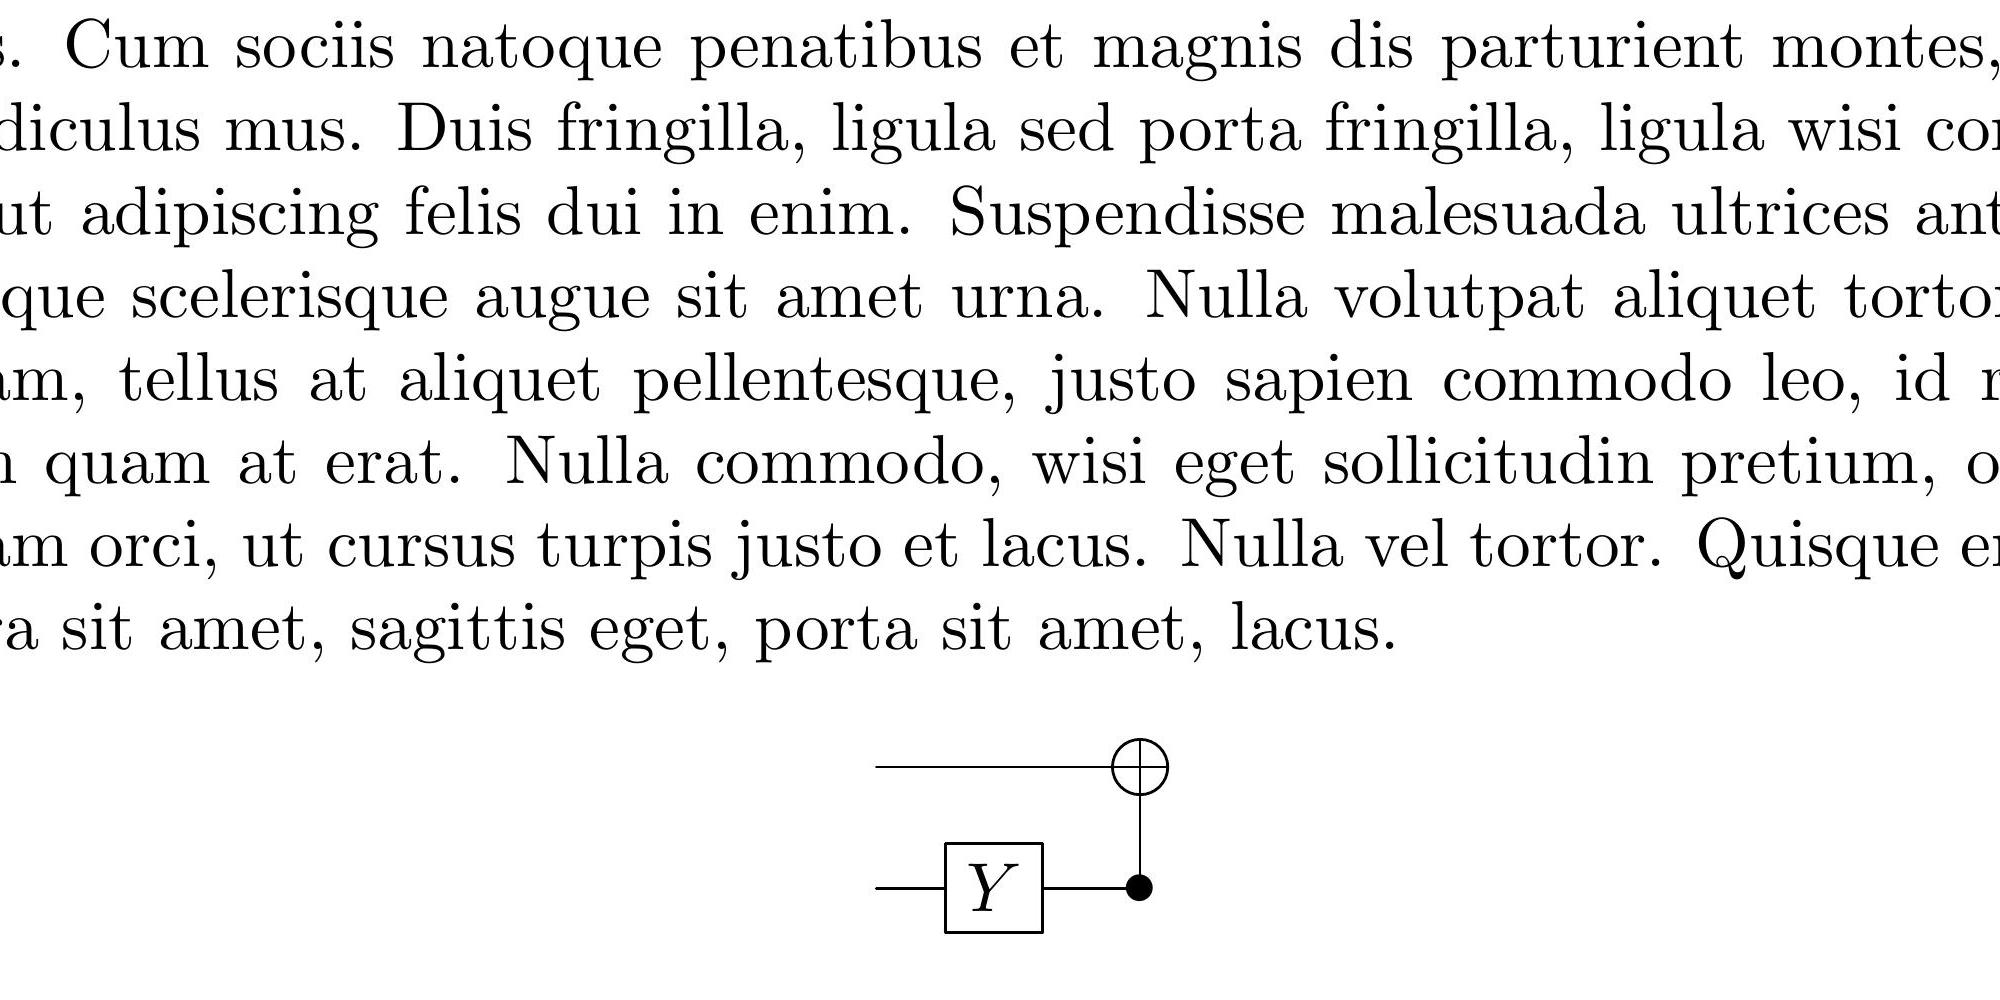 s. Cum sociis natoque penatibus et magnis dis parturient montes,
diculus mus. Duis fringilla, ligula sed porta fringilla, ligula wisi
ut adipiscing felis dui in enim. Suspendisse malesuada ultrices
que scelerisque augue sit amet urna. Nulla volutpat aliquet
am, tellus at aliquet pellentesque, justo sapien commodo leo, id
quam at erat. Nulla commodo, wisi eget sollicitudin pretium,
am orci, ut cursus turpis justo et lacus. Nulla vel tortor. Quisque
a sit amet, sagittis eget, porta sit amet, lacus.
Y